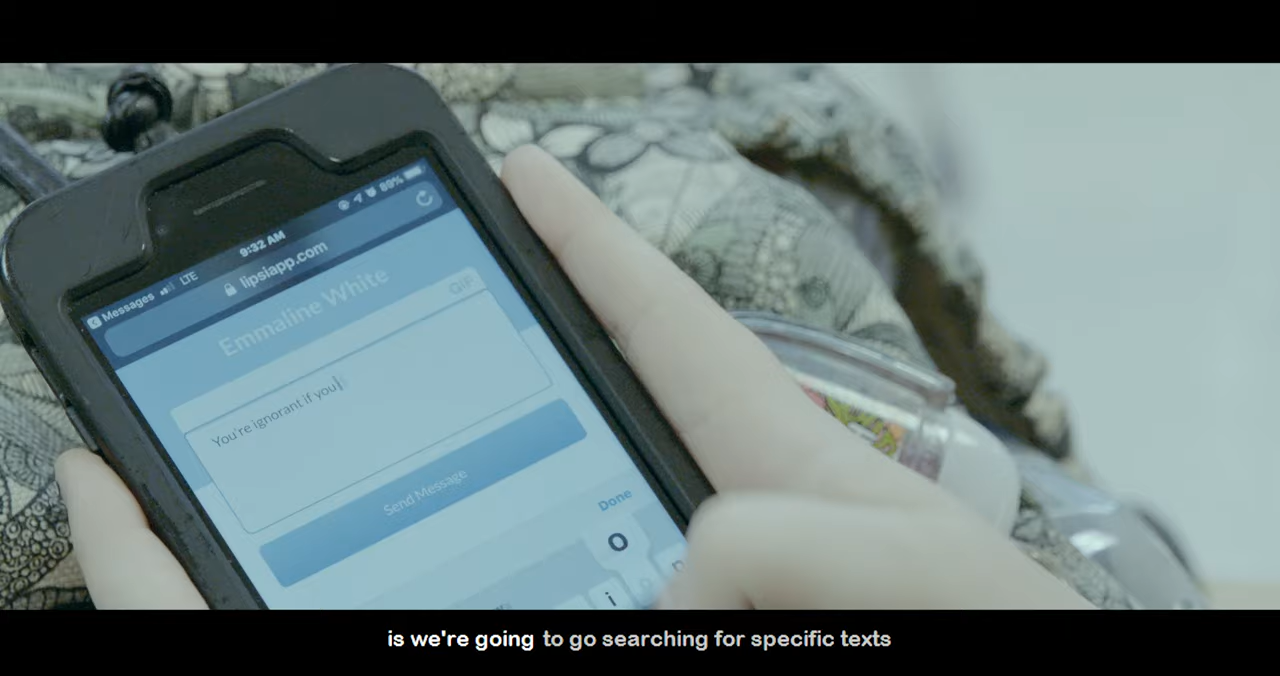 Messages LTE 9:32 AM 89%
lipsiapp.com
Emmaline White
GIF
You're ignorant if you
Send Message
Done
O
i
is we're going to go searching for specific texts